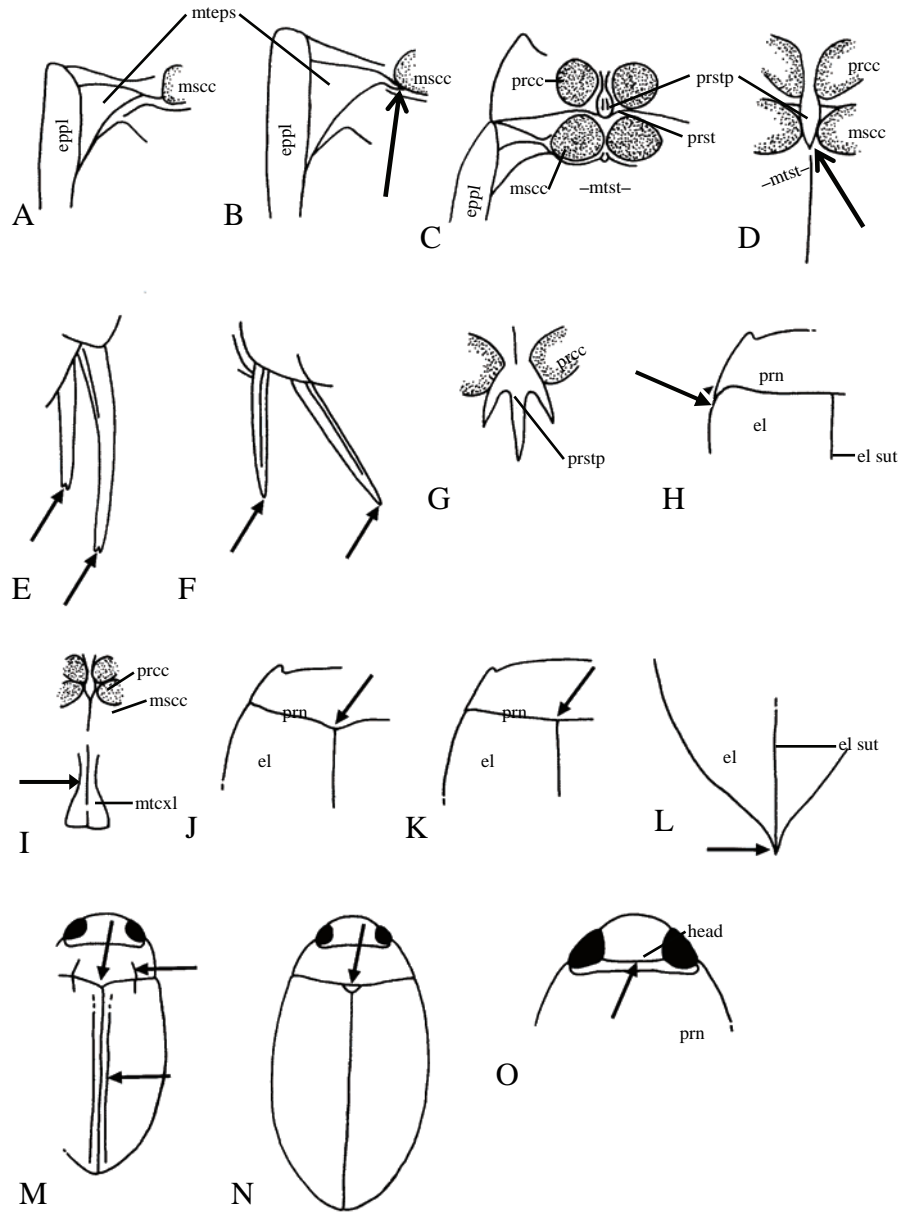 mteps
mscc
eppl
A
mscc
eppl
B
prcc
prstp
prst
mscc
–mtst–
eppl
C
prcc
mscc
–mtst–
D
E
F
prcc
prstp
G
prn
el
el sut
H
prcc
mscc
mtcxl
I
prn
el
J
prn
el
K
el
el sut
L
M
N
head
prn
O